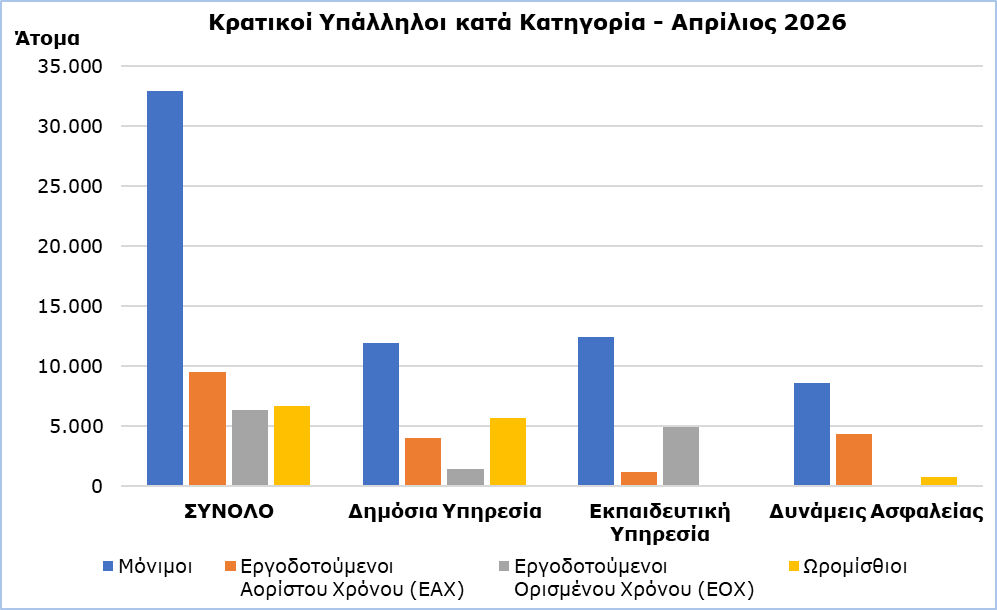 Κρατικοί Υπάλληλοι κατά Κατηγορία - Απρίλιος 2026
Άτομα
35.000
30.000
25.000
20.000
15.000
10.000
5.000
0
ΣΥΝΟΛΟ
Δημόσια Υπηρεσία
Εκπαιδευτική
Υπηρεσία
Δυνάμεις Ασφαλείας
Μόνιμοι
Εργοδοτούμενοι
Αορίστου Χρόνου (ΕΑΧ)
Εργοδοτούμενοι
Ορισμένου Χρόνου (ΕΟΧ)
Ωρομίσθιοι